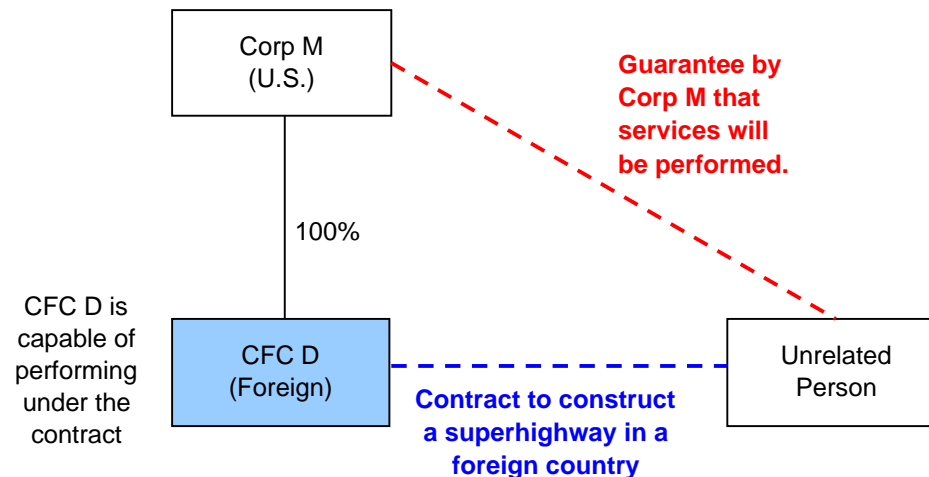 Corp M
(U.S.)
Guarantee by
Corp M that
services will
be performed.
100%
CFC D is
capable of
performing
under the
contract
CFC D
(Foreign)
Unrelated
Person
Contract to construct
a superhighway in a
foreign country